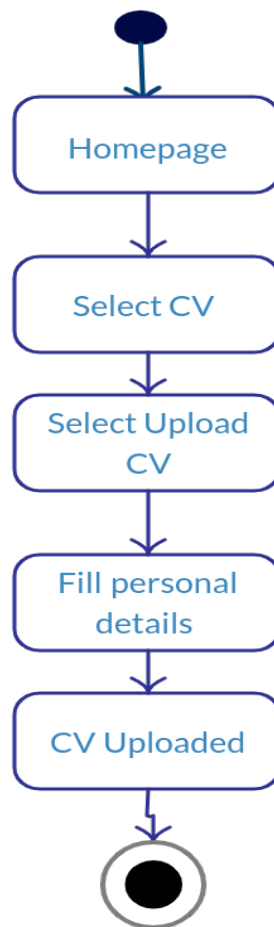 Homepage
Select CV
Select Upload
CV
Fill personal
details
CV Uploaded